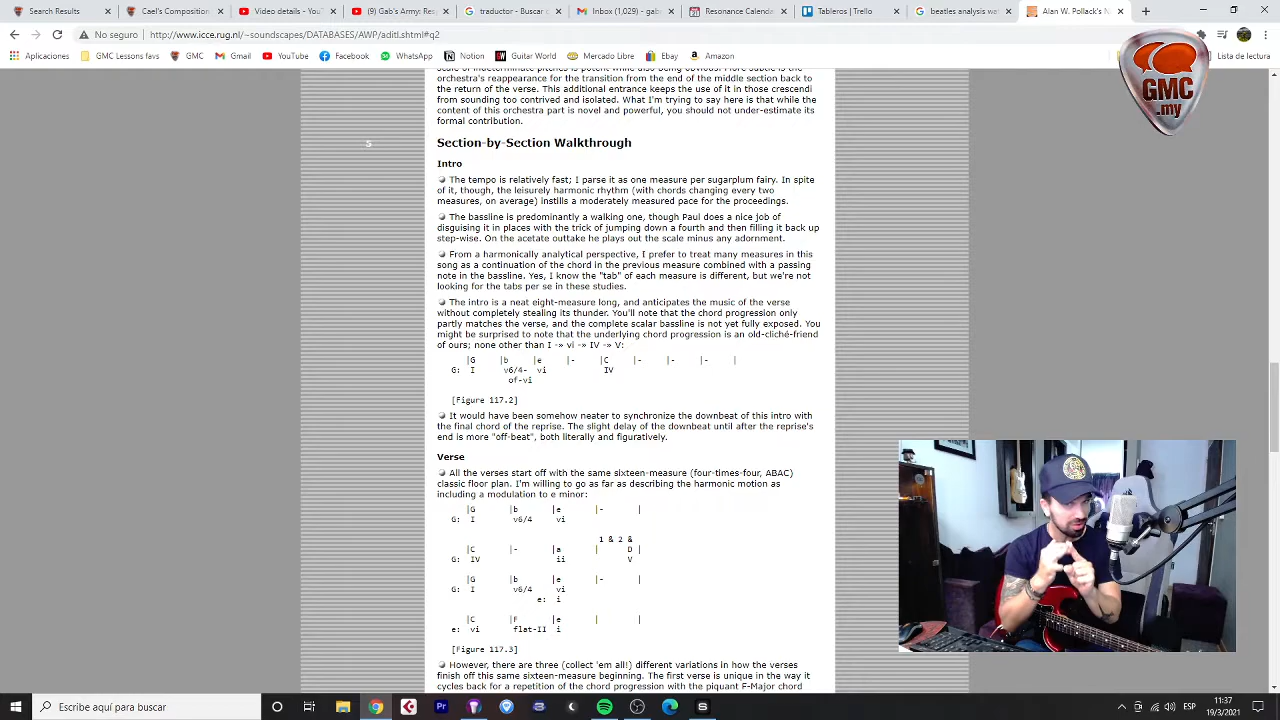 Search Results
Cael's Composition
Video details - YouT
(9) Gab's Army: Res
traductor - Buscar c
Inbox (1,029) - gab
Resonance Calenda
Tableros | Trello
beetles analysis wa
Alan W. Pollack's N
No seguro | http://www.icce.rug.nl/~soundscapes/DATABASES/AWP/aditl.shtml#q2
Aplicaciones
GMC Lessons favs
GMC
Gmail
YouTube
Facebook
WhatsApp
Notion
Guitar World
Mercado Libre
Ebay
Amazon
Lista de lectura
GMC
.my
orchestra's reappearance for the transition from the end of the middle section back to
the return of the verse. This additional entrance keeps the use of it in those crescendi
from sounding too contrived and isolated. What I'm trying to say here is that while the
content of this orchestra part is novel and powerful, you should not under-estimate its
formal contribution.
Section-by-Section Walkthrough
Intro
The tempo is relatively fast; I parse it as one measure per sugarplum fairy. In spite
of it, though, the leisurely harmonic rhythm (with chords changing every two
measures, on average) instills a moderately measured pace for the proceedings.
The bassline is predominantly a walking one, though Paul does a nice job of
disguising it in places with the trick of jumping down a fourth and then filling it back up
step-wise. On the acetate outtake he plays out the scale minus any adornment.
From a harmonically analytical perspective, I prefer to treat many measures in this
song as a continuation of the chord in the previous measure combined with a passing
note in the bassline. Yes, I know the "tab" of each measure is different, but we're not
looking for the tabs per se in these studies.
The intro is a neat eight-measure long, and anticipates the music of the verse
without completely stealing its thunder. You'll note that the chord progression only
partly matches the verse, and the complete scalar bassline is not yet fully exposed. You
might be surprised to note that the underlying chord progression is an old-cliché-friend
of ours; none other than I -» vi -» IV -» V:
|G |b |e |- |C |- |- |- |
G: I v6/4- vi IV
of-vi
[Figure 117.2]
It would have been somehow neater to synchronize the downbeat of this intro with
the final chord of the reprise. The slight delay of the downbeat until after the reprise's
end is more "off-beat" both literally and figuratively.
Verse
All the verses start off with the same sixteen-measure (four-times-four, ABAC)
classic floor plan. I'm willing to go as far as describing the harmonic motion as
including a modulation to e minor:
|G |b |e |- |
G: I v6/4 vi
1 & 2 &
|C |- |a | D |
G: IV ii V
|G |b |e |- |
G: I v6/4 vi
e: i
|C |F |e | |
e: VI flat-II i
[Figure 117.3]
However, there are three (collect 'em all!) different variations in how the verses
finish off this same sixteen-measure beginning. The first verse is unique in the way it
cycles back for a repetition of the chord progression with the piquant F-Major chord
Escribe aquí para buscar
ESP
11:37
19/3/2021